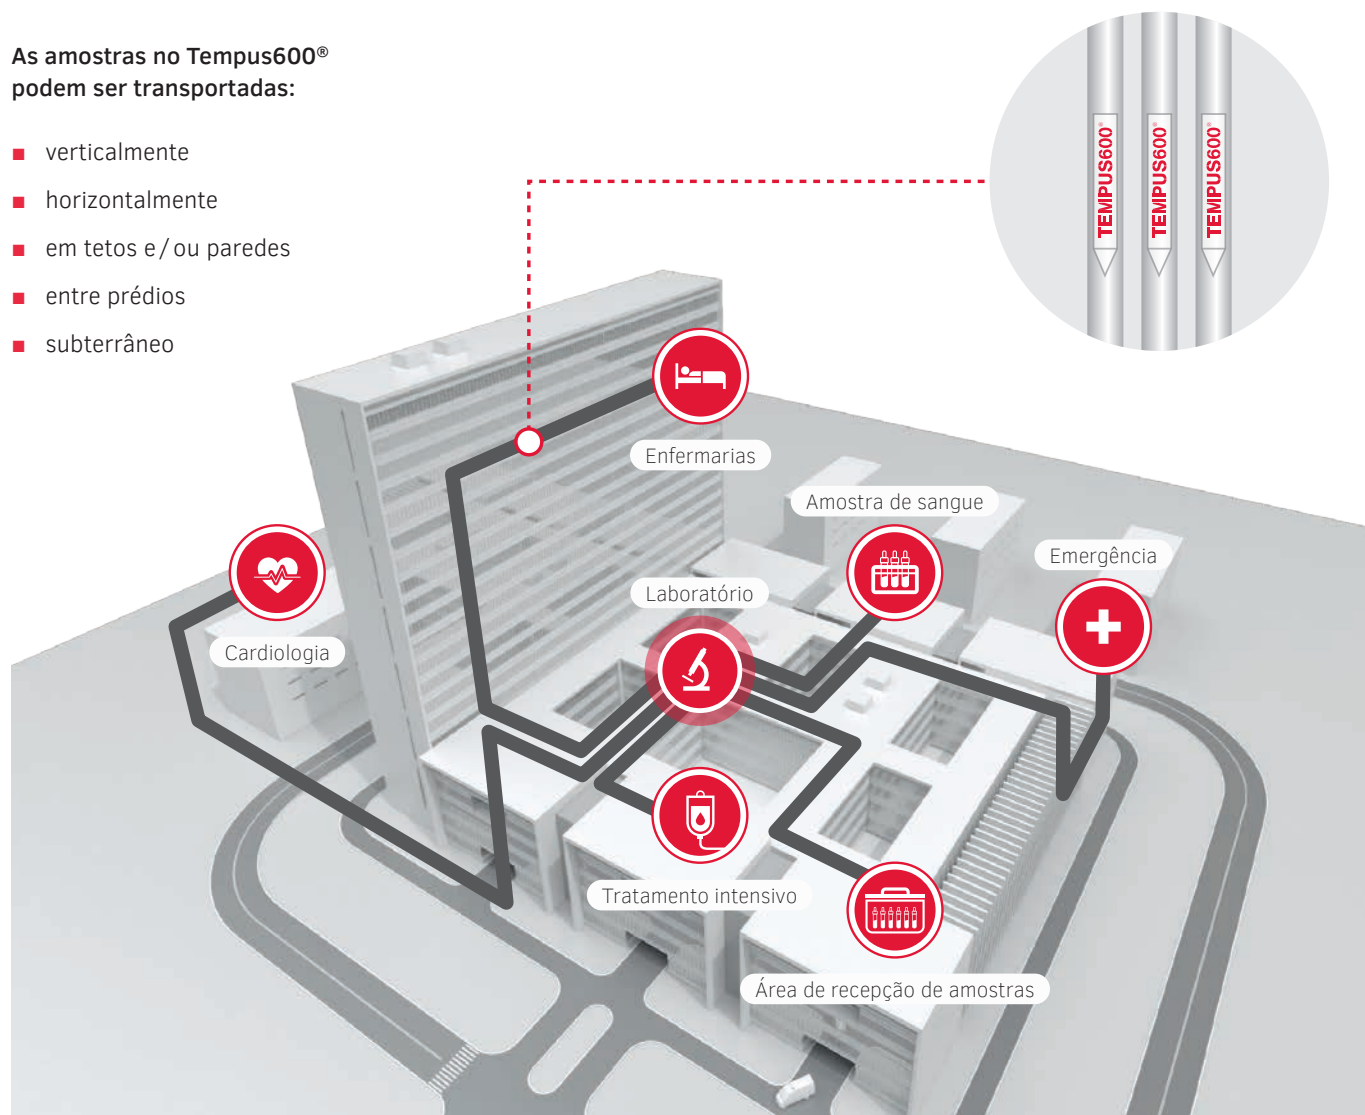 As amostras no Tempus600®
podem ser transportadas:
verticalmente
horizontalmente
em tetos e/ou paredes
entre prédios
subterrâneo
TEMPUS600®
TEMPUS600®
TEMPUS600®
Enfermarias
Amostra de sangue
Emergência
Laboratório
Cardiologia
Tratamento intensivo
Área de recepção de amostras